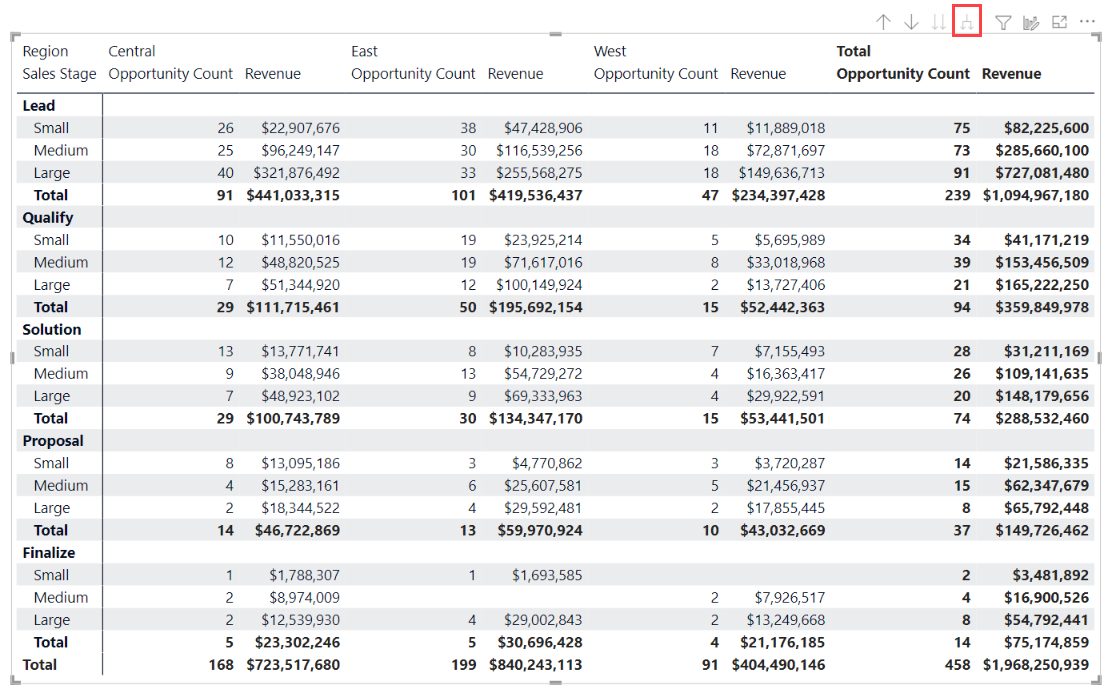 Region Central East West Total
Sales Stage Opportunity Count Revenue Opportunity Count Revenue Opportunity Count Revenue Opportunity Count Revenue
Lead
Small 26 $22,907,676 38 $47,428,906 11 $11,889,018 75 $82,225,600
Medium 25 $96,249,147 30 $116,539,256 18 $72,871,697 73 $285,660,100
Large 40 $321,876,492 33 $255,568,275 18 $149,636,713 91 $727,081,480
Total 91 $441,033,315 101 $419,536,437 47 $234,397,428 239 $1,094,967,180
Qualify
Small 10 $11,550,016 19 $23,925,214 5 $5,695,989 34 $41,171,219
Medium 12 $48,820,525 19 $71,617,016 8 $33,018,968 39 $153,456,509
Large 7 $51,344,920 12 $100,149,924 2 $13,727,406 21 $165,222,250
Total 29 $111,715,461 50 $195,692,154 15 $52,442,363 94 $359,849,978
Solution
Small 13 $13,771,741 8 $10,283,935 7 $7,155,493 28 $31,211,169
Medium 9 $38,048,946 13 $54,729,272 4 $16,363,417 26 $109,141,635
Large 7 $48,923,102 9 $69,333,963 4 $29,922,591 20 $148,179,656
Total 29 $100,743,789 30 $134,347,170 15 $53,441,501 74 $288,532,460
Proposal
Small 8 $13,095,186 3 $4,770,862 3 $3,720,287 14 $21,586,335
Medium 4 $15,283,161 6 $25,607,581 5 $21,456,937 15 $62,347,679
Large 2 $18,344,522 4 $29,592,481 2 $17,855,445 8 $65,792,448
Total 14 $46,722,869 13 $59,970,924 10 $43,032,669 37 $149,726,462
Finalize
Small 1 $1,788,307 1 $1,693,585 2 $3,481,892
Medium 2 $8,974,009 2 $7,926,517 4 $16,900,526
Large 2 $12,539,930 4 $29,002,843 2 $13,249,668 8 $54,792,441
Total 5 $23,302,246 5 $30,696,428 4 $21,176,185 14 $75,174,859
Total 168 $723,517,680 199 $840,243,113 91 $404,490,146 458 $1,968,250,939